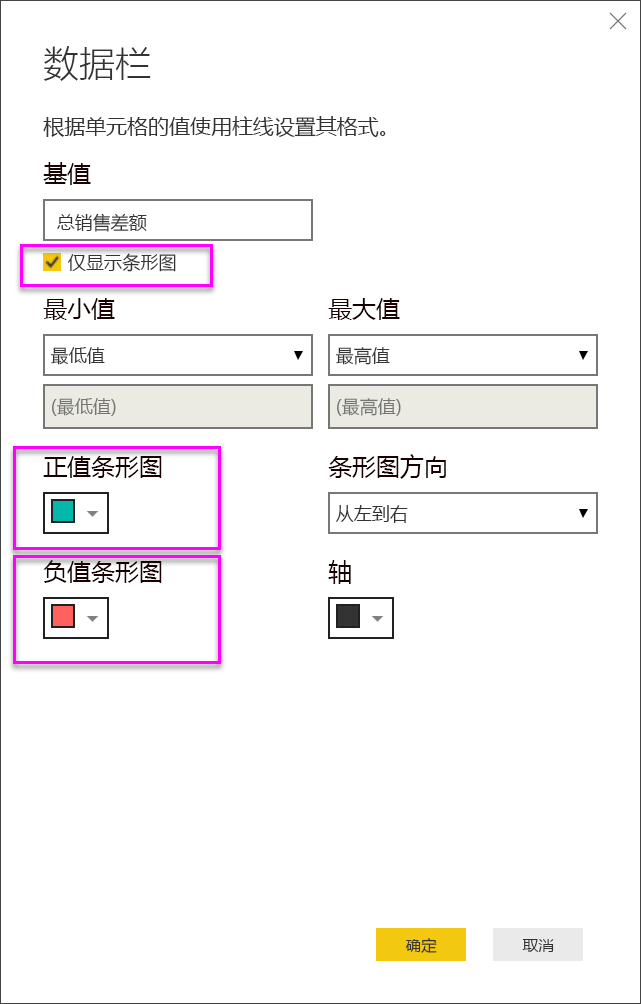 数据栏
根据单元格的值使用柱线设置其格式。
基值
总销售差额
仅显示条形图
最小值 最大值
最低值 最高值
(最低值) (最高值)
正值条形图 条形图方向
从左到右
负值条形图 轴
确定 取消